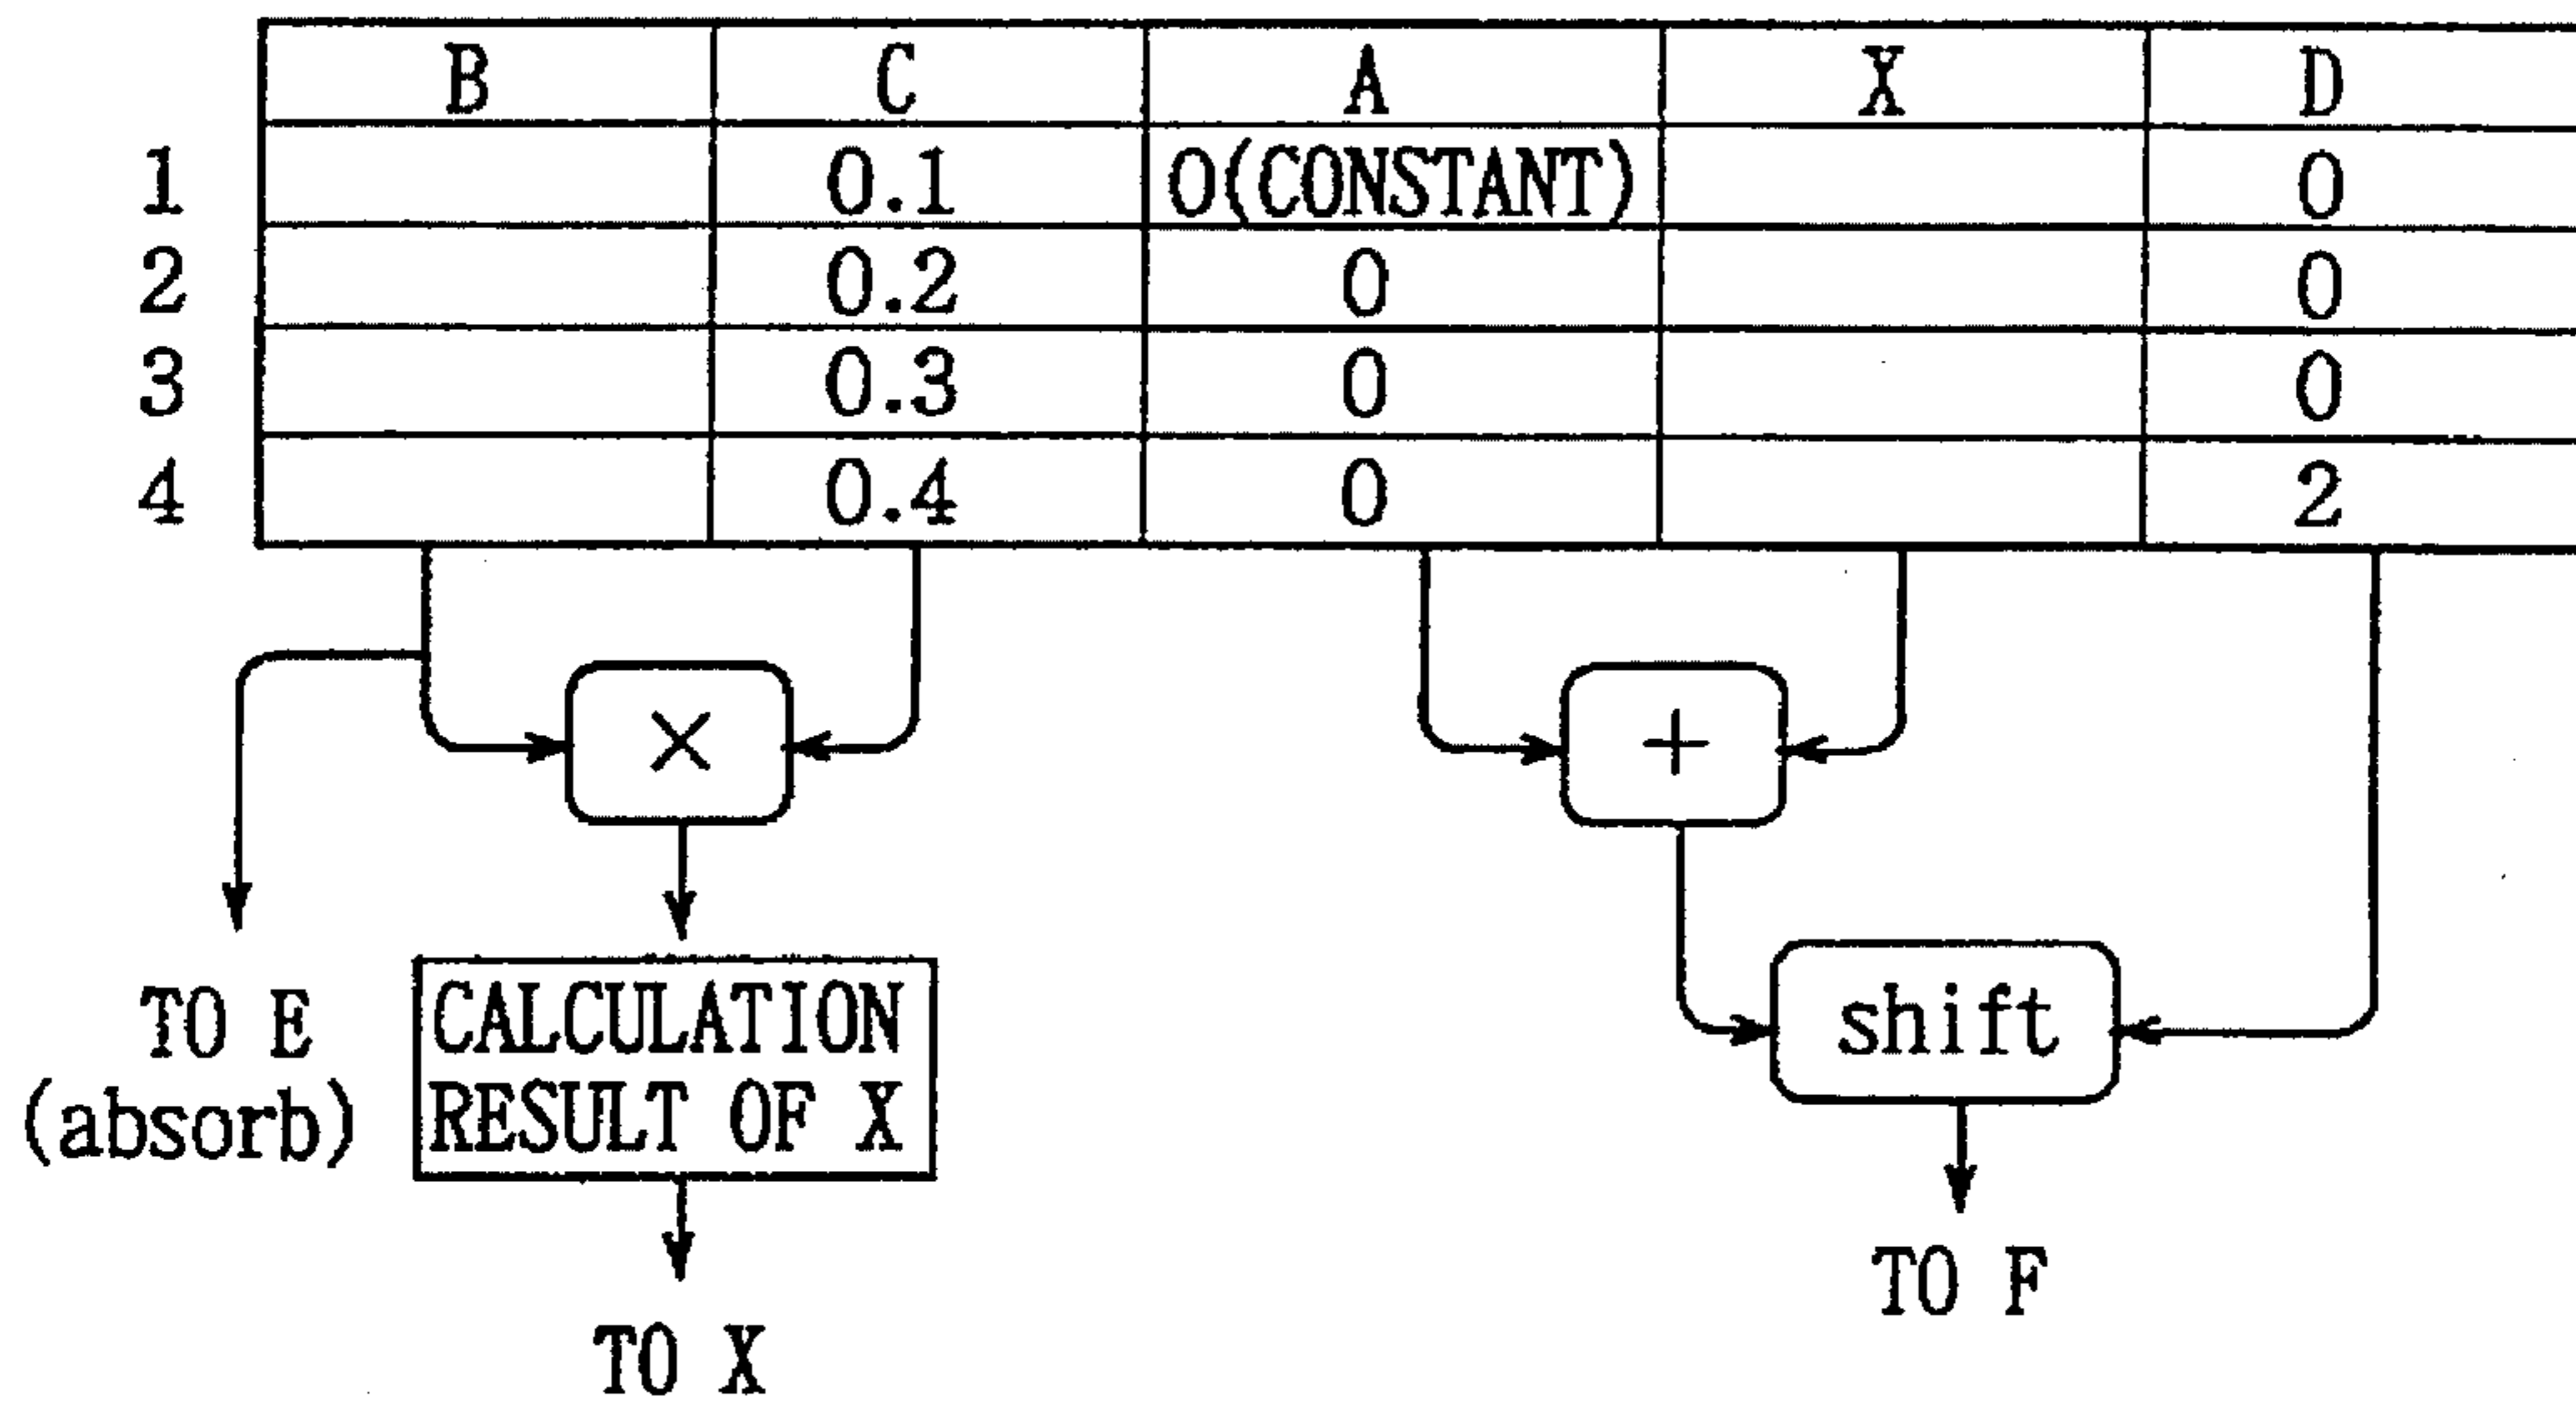 B C A X D
1 0.1 0(CONSTANT) 0
2 0.2 0 0
3 0.3 0 0
4 0.4 0 2
× +
TO E
(absorb)
CALCULATION
RESULT OF X
shift
TO F
TO X